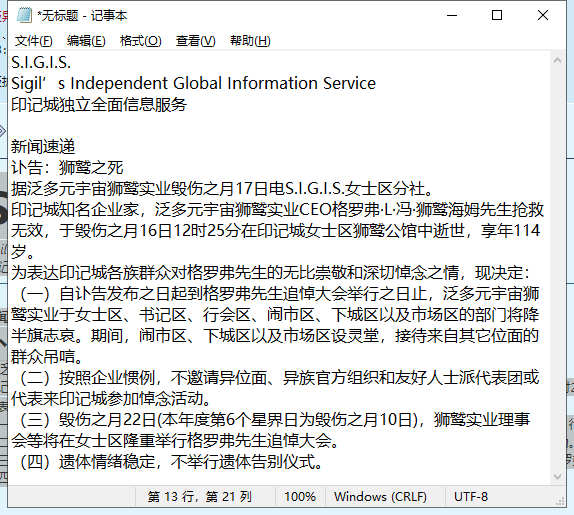 *无标题 - 记事本
文件(F) 编辑(E) 格式(O) 查看(V) 帮助(H)
S.I.G.I.S.
Sigil’s Independent Global Information Service
印记城独立全面信息服务
新闻速递
讣告：狮鹫之死
据泛多元宇宙狮鹫实业毁伤之月17日电S.I.G.I.S.女士区分社。
印记城知名企业家，泛多元宇宙狮鹫实业CEO格罗弗·L·冯·狮鹫海姆先生抢救
无效，于毁伤之月16日12时25分在印记城女士区狮鹫公馆中逝世，享年114
岁。
为表达印记城各族群众对格罗弗先生的无比崇敬和深切悼念之情，现决定：
（一）自讣告发布之日起到格罗弗先生追悼大会举行之日止，泛多元宇宙狮
鹫实业于女士区、书记区、行会区、闹市区、下城区以及市场区的部门将降
半旗志哀。期间，闹市区、下城区以及市场区设灵堂，接待来自其它位面的
群众吊唁。
（二）按照企业惯例，不邀请异位面、异族官方组织和友好人士派代表团或
代表来印记城参加悼念活动。
（三）毁伤之月22日(本年度第6个星界日为毁伤之月10日)，狮鹫实业理事
会等将在女士区隆重举行格罗弗先生追悼大会。
（四）遗体情绪稳定，不举行遗体告别仪式。
第 13 行，第 21 列 100% Windows (CRLF) UTF-8